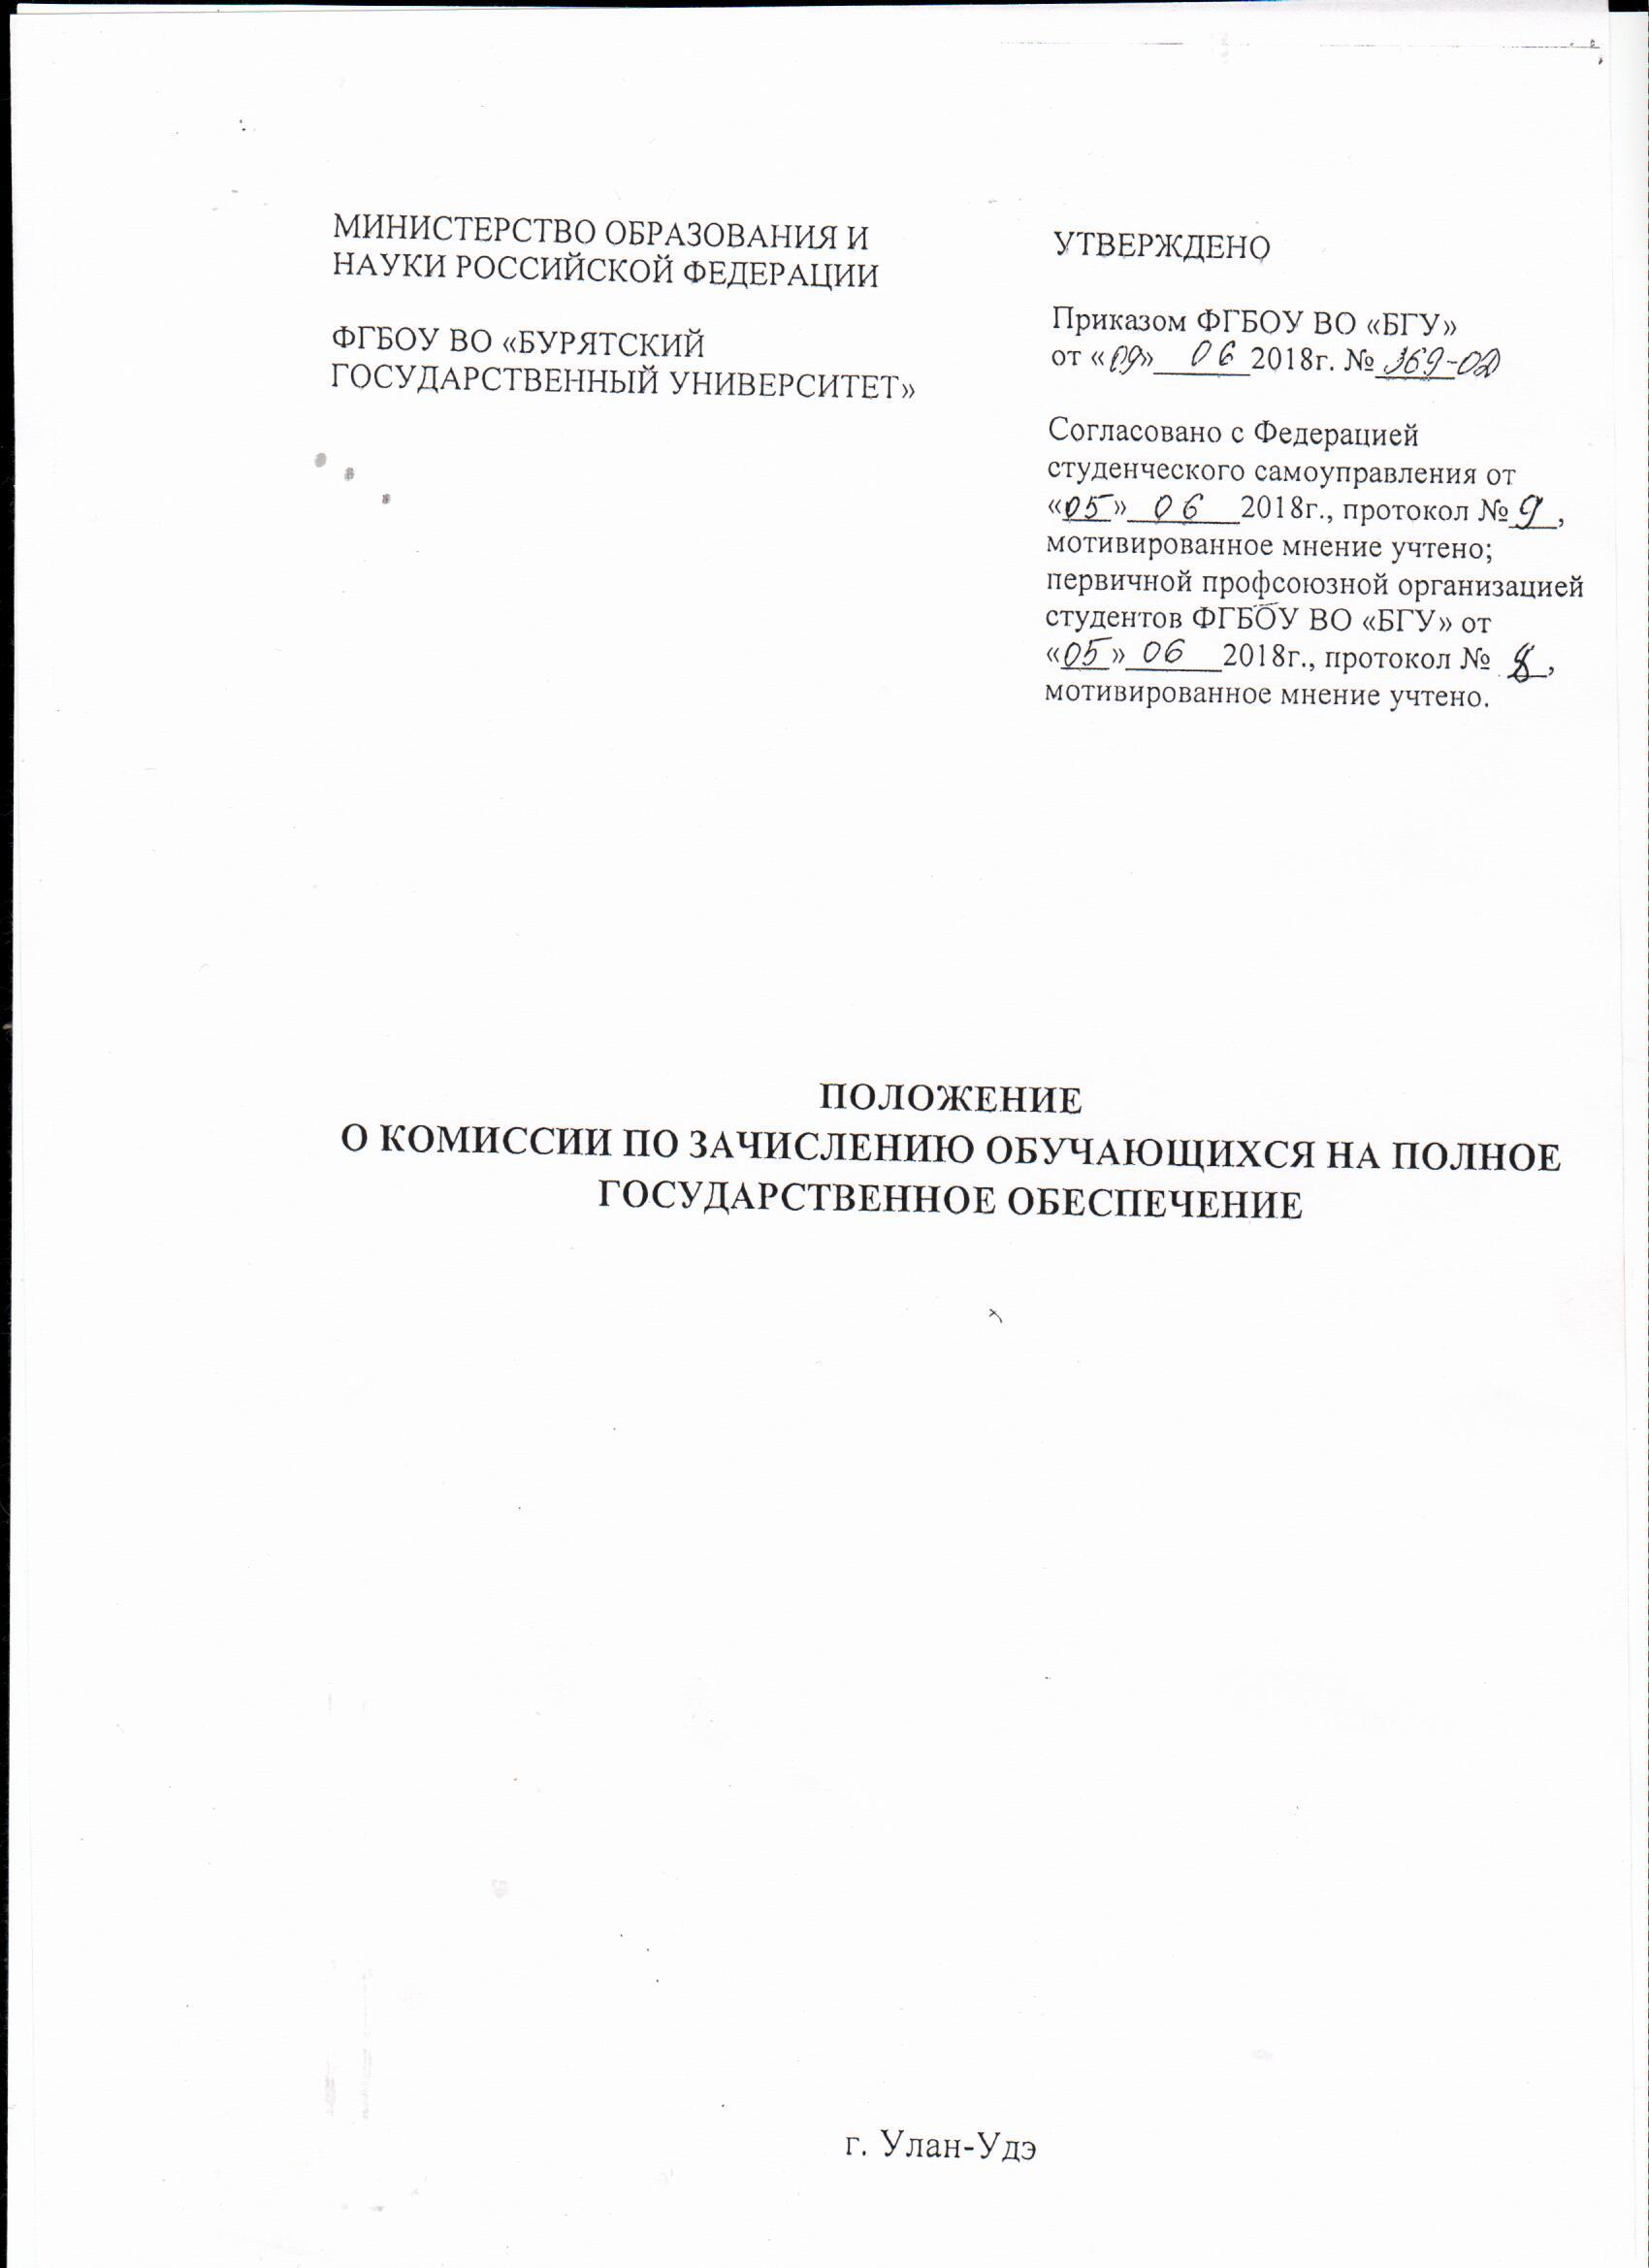 МИНИСТЕРСТВО ОБРАЗОВАНИЯ И
НАУКИ РОССИЙСКОЙ ФЕДЕРАЦИИ
ФГБОУ ВО «БУРЯТСКИЙ
ГОСУДАРСТВЕННЫЙ УНИВЕРСИТЕТ»
УТВЕРЖДЕНО
Приказом ФГБОУ ВО «БГУ»
от «09» 06 2018г. № 369-ОД
Согласовано с Федерацией
студенческого самоуправления от
«05» 06 2018г., протокол № 9,
мотивированное мнение учтено;
первичной профсоюзной организацией
студентов ФГБОУ ВО «БГУ» от
«05» 06 2018г., протокол № 8,
мотивированное мнение учтено.
ПОЛОЖЕНИЕ
О КОМИССИИ ПО ЗАЧИСЛЕНИЮ ОБУЧАЮЩИХСЯ НА ПОЛНОЕ
ГОСУДАРСТВЕННОЕ ОБЕСПЕЧЕНИЕ
г. Улан-Удэ